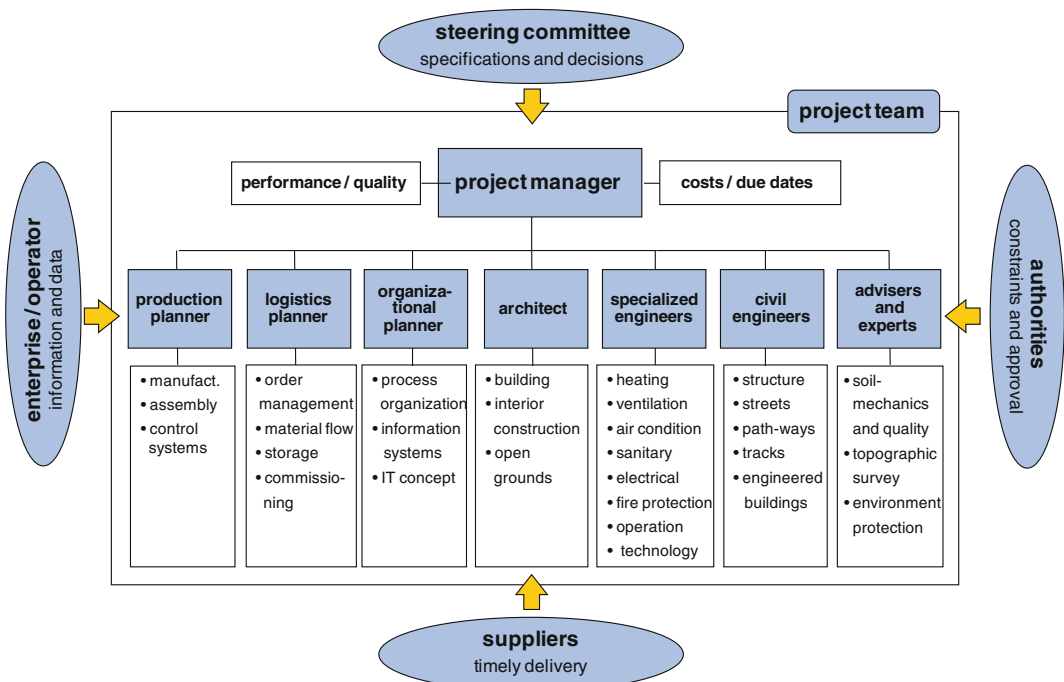 steering committee
specifications and decisions
project team
performance / quality
project manager
costs / due dates
enterprise / operator
information and data
authorities
constraints and approval
production
planner
logistics
planner
organiza-
tional
planner
architect
specialized
engineers
civil
engineers
advisers
and
experts
• manufact.
• assembly
• control
systems
• order
management
• material flow
• storage
• commissio-
ning
• process
organization
• information
systems
• IT concept
• building
• interior
construction
• open
grounds
• heating
• ventilation
• air condition
• sanitary
• electrical
• fire protection
• operation
• technology
• structure
• streets
• path-ways
• tracks
• engineered
buildings
• soil-
mechanics
and quality
• topographic
survey
• environment
protection
suppliers
timely delivery